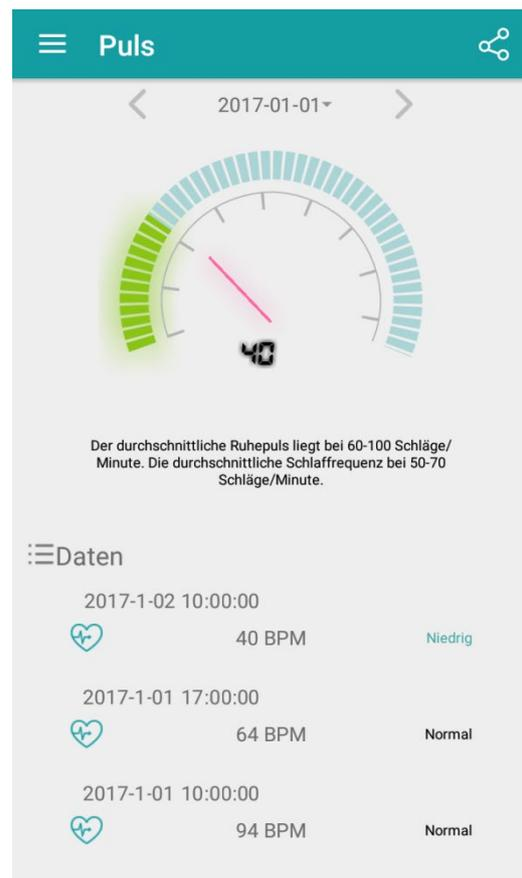 Puls
2017-01-01
40
Der durchschnittliche Ruhepuls liegt bei 60-100 Schläge/
Minute. Die durchschnittliche Schlaffrequenz bei 50-70
Schläge/Minute.
Daten
2017-1-02 10:00:00
40 BPM Niedrig
2017-1-01 17:00:00
64 BPM Normal
2017-1-01 10:00:00
94 BPM Normal